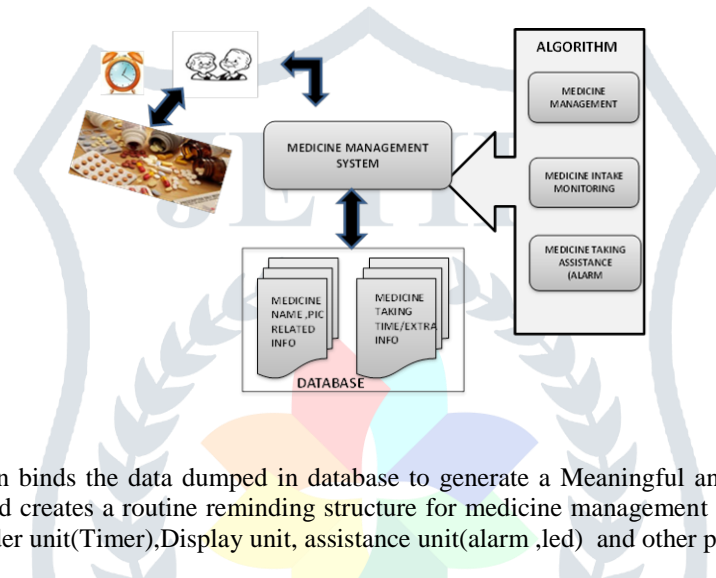 ALGORITHM
MEDICINE
MANAGEMENT
MEDICINE MANAGEMENT
SYSTEM
MEDICINE INTAKE
MONITORING
MEDICINE TAKING
ASSISTANCE
(ALARM
MEDICINE
NAME ,PIC
RELATED
INFO
MEDICINE
TAKING
TIME/EXTRA
INFO
DATABASE
binds the data dumped in database to generate a Meaningful
creates a routine reminding structure for medicine management
unit(Timer),Display unit, assistance unit(alarm ,led) and other